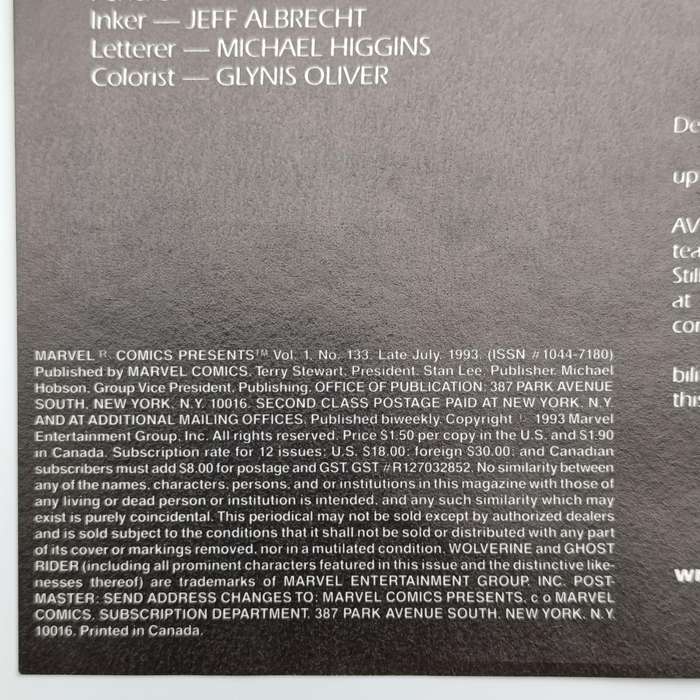 Inker — JEFF ALBRECHT
Letterer — MICHAEL HIGGINS
Colorist — GLYNIS OLIVER
De
up
AV
tea
Still
at
cor
bili
this
MARVEL ® COMICS PRESENTS™ Vol. 1, No. 133, Late July, 1993. (ISSN #1044-7180)
Published by MARVEL COMICS. Terry Stewart, President. Stan Lee, Publisher. Michael
Hobson, Group Vice President, Publishing. OFFICE OF PUBLICATION: 387 PARK AVENUE
SOUTH, NEW YORK, N.Y. 10016. SECOND CLASS POSTAGE PAID AT NEW YORK, N.Y.
AND AT ADDITIONAL MAILING OFFICES. Published biweekly. Copyright © 1993 Marvel
Entertainment Group, Inc. All rights reserved. Price $1.50 per copy in the U.S. and $1.90
in Canada. Subscription rate for 12 issues: U.S. $18.00; foreign $30.00; and Canadian
subscribers must add $8.00 for postage and GST. GST #R127032852. No similarity between
any of the names, characters, persons, and or institutions in this magazine with those of
any living or dead person or institution is intended, and any such similarity which may
exist is purely coincidental. This periodical may not be sold except by authorized dealers
and is sold subject to the conditions that it shall not be sold or distributed with any part
of its cover or markings removed, nor in a mutilated condition. WOLVERINE and GHOST
RIDER (including all prominent characters featured in this issue and the distinctive like-
nesses thereof) are trademarks of MARVEL ENTERTAINMENT GROUP, INC. POST-
MASTER: SEND ADDRESS CHANGES TO: MARVEL COMICS PRESENTS, c o MARVEL
COMICS, SUBSCRIPTION DEPARTMENT, 387 PARK AVENUE SOUTH, NEW YORK, N.Y.
10016. Printed in Canada.